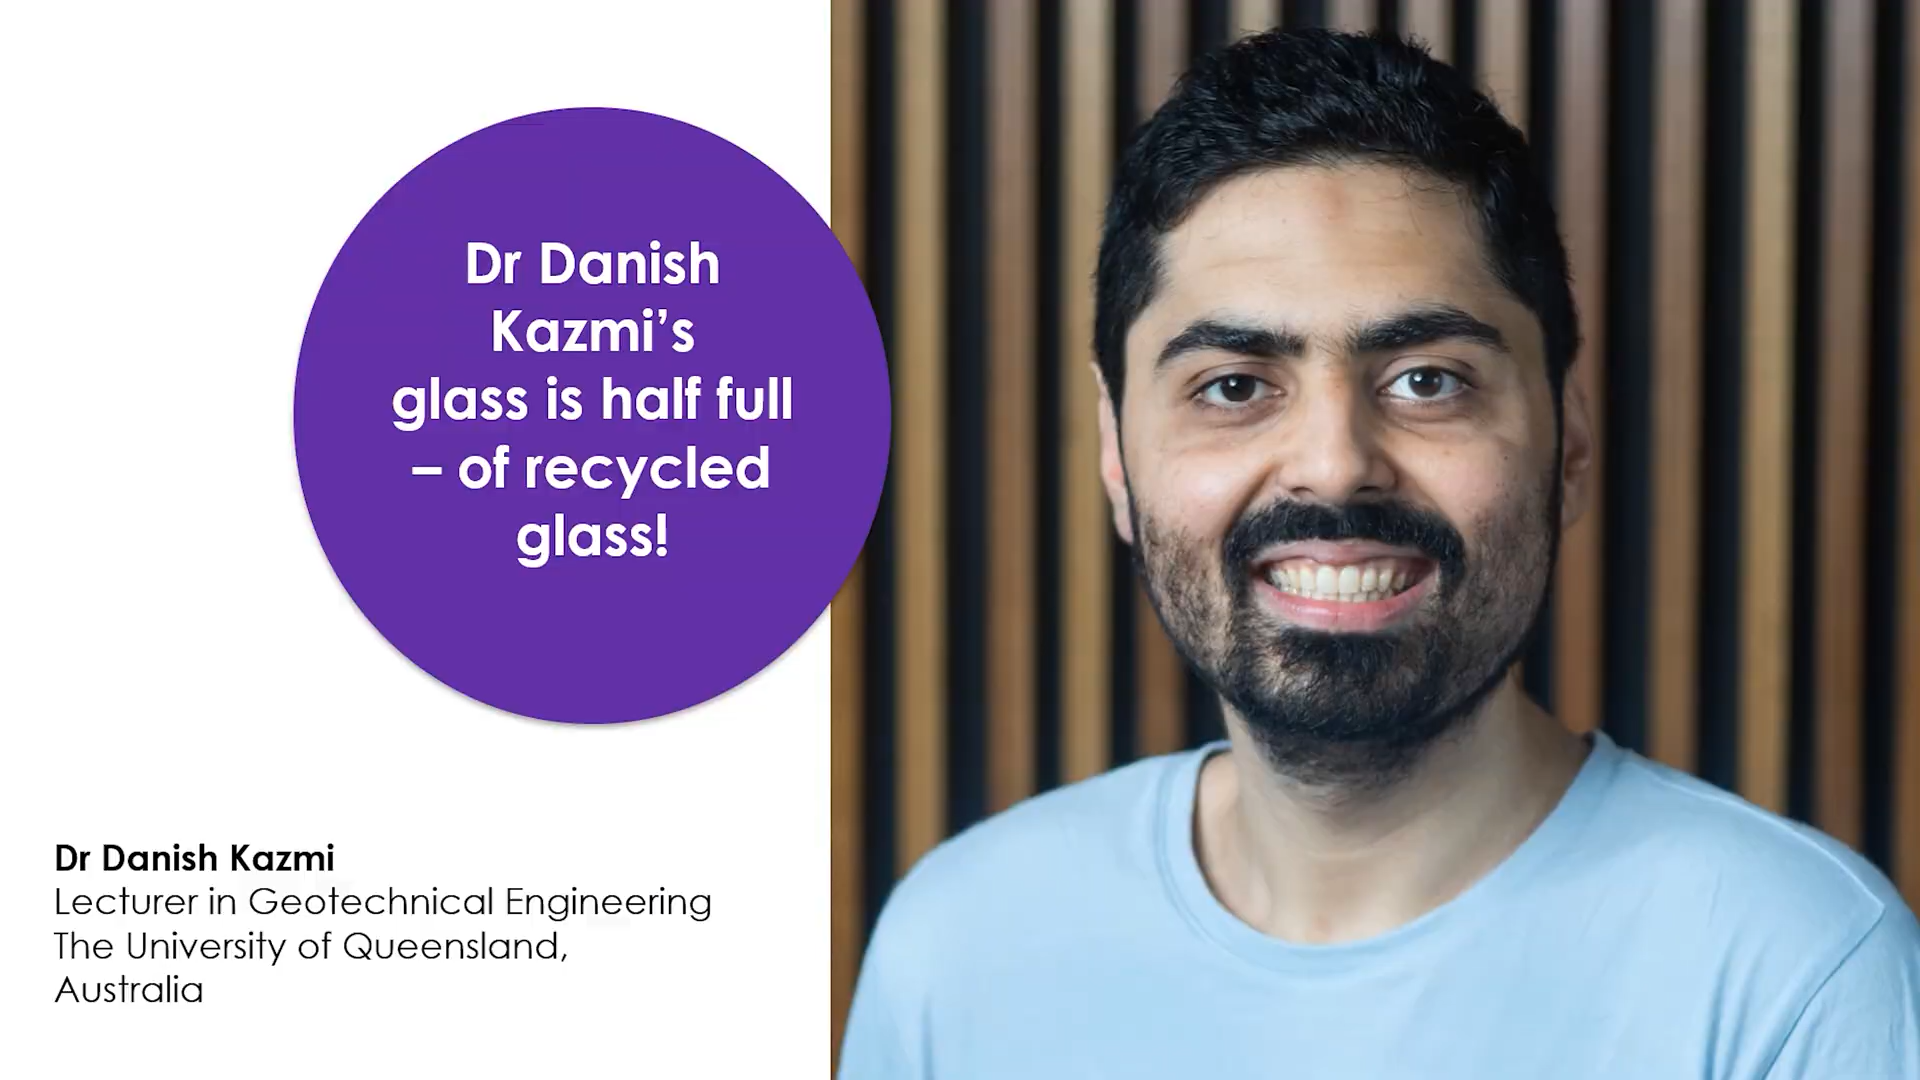 Dr Danish
Kazmi’s
glass is half full
– of recycled
glass!
Dr Danish Kazmi
Lecturer in Geotechnical Engineering
The University of Queensland,
Australia